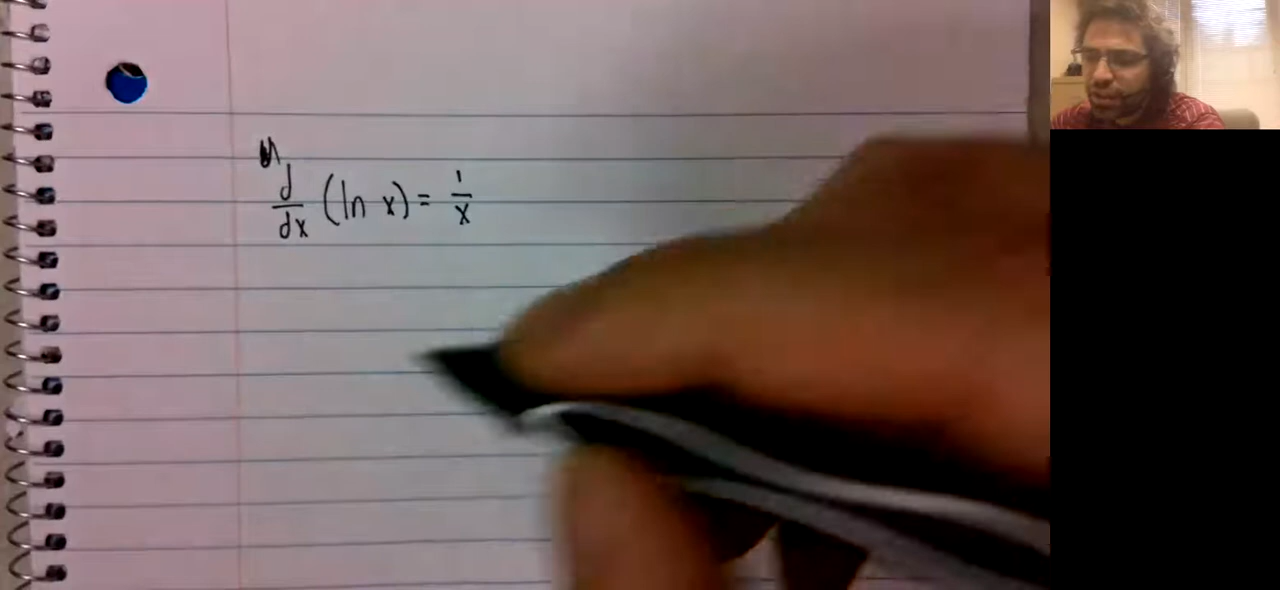 d/dx (ln x) = 1/x